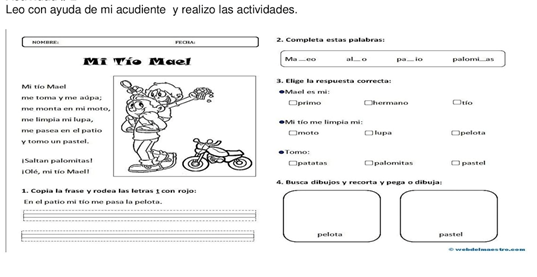 Leo con ayuda de mi acudiente y realizo las actividades.
NOMBRE:
FECHA:
Mi Tío Mael
Mi tío Mael
me toma y me aúpa;
me monta en mi moto,
me limpia mi lupa,
me pasea en el patio
y tomo un pastel.
¡Saltan palomitas!
¡Olé, mi tío Mael!
1. Copia la frase y rodea las letras t con rojo:
En el patio mi tío me pasa la pelota.
2. Completa estas palabras:
Ma....eo al.... o pa.... io palomi...as
3. Elige la respuesta correcta:
Mael es mi:
primo hermano tío
Mi tío me limpia mi:
moto lupa pelota
Tomo:
patatas palomitas pastel
4. Busca dibujos y recorta y pega o dibuja:
pelota pastel
© webdelmaestro.com